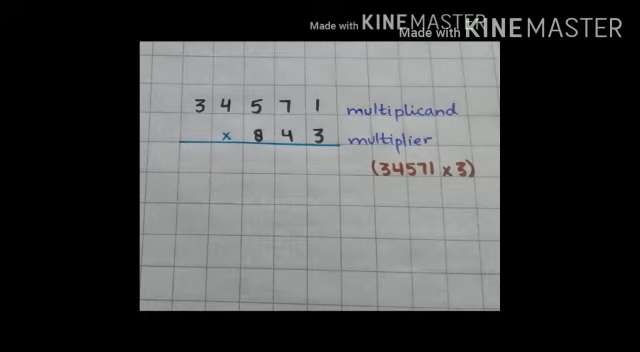 Made with KINEMASTER
Made with KINEMASTER
3 4 5 7 1 multiplicand
x 8 4 3 multiplier
(34571 x 3)